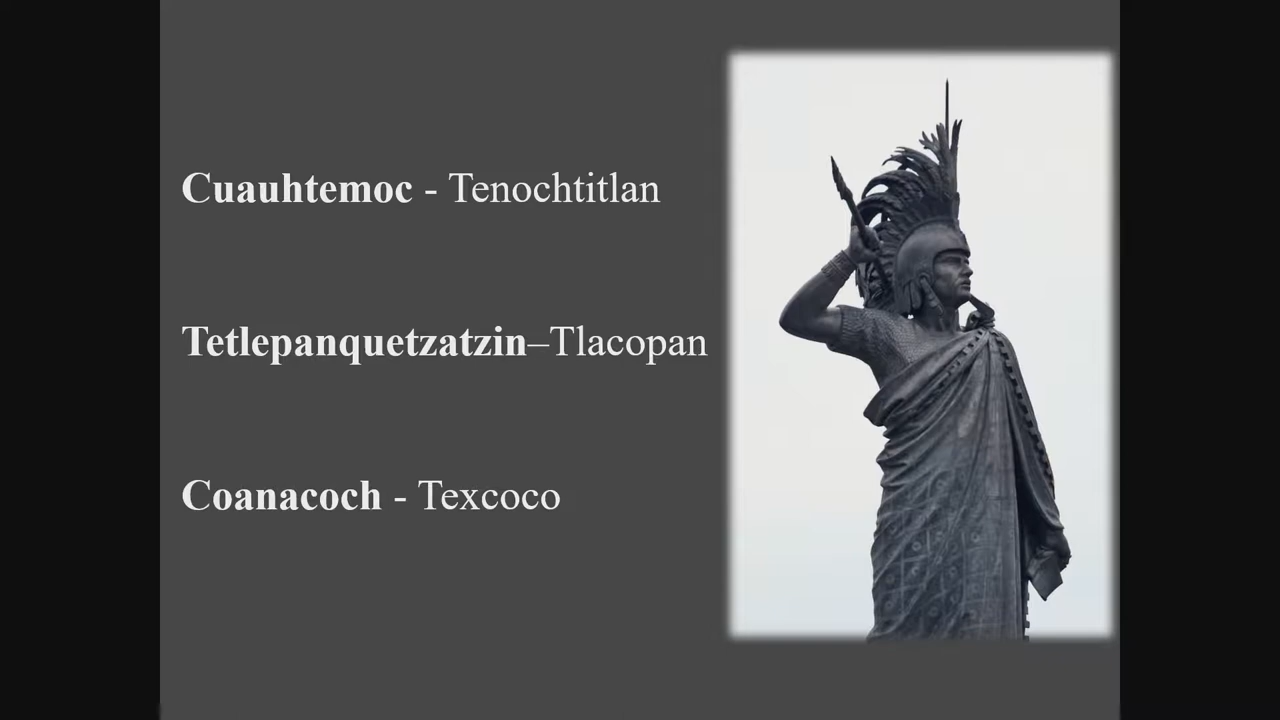 Cuauhtemoc - Tenochtitlan
Tetlepanquetzatzin–Tlacopan
Coanacoch - Texcoco